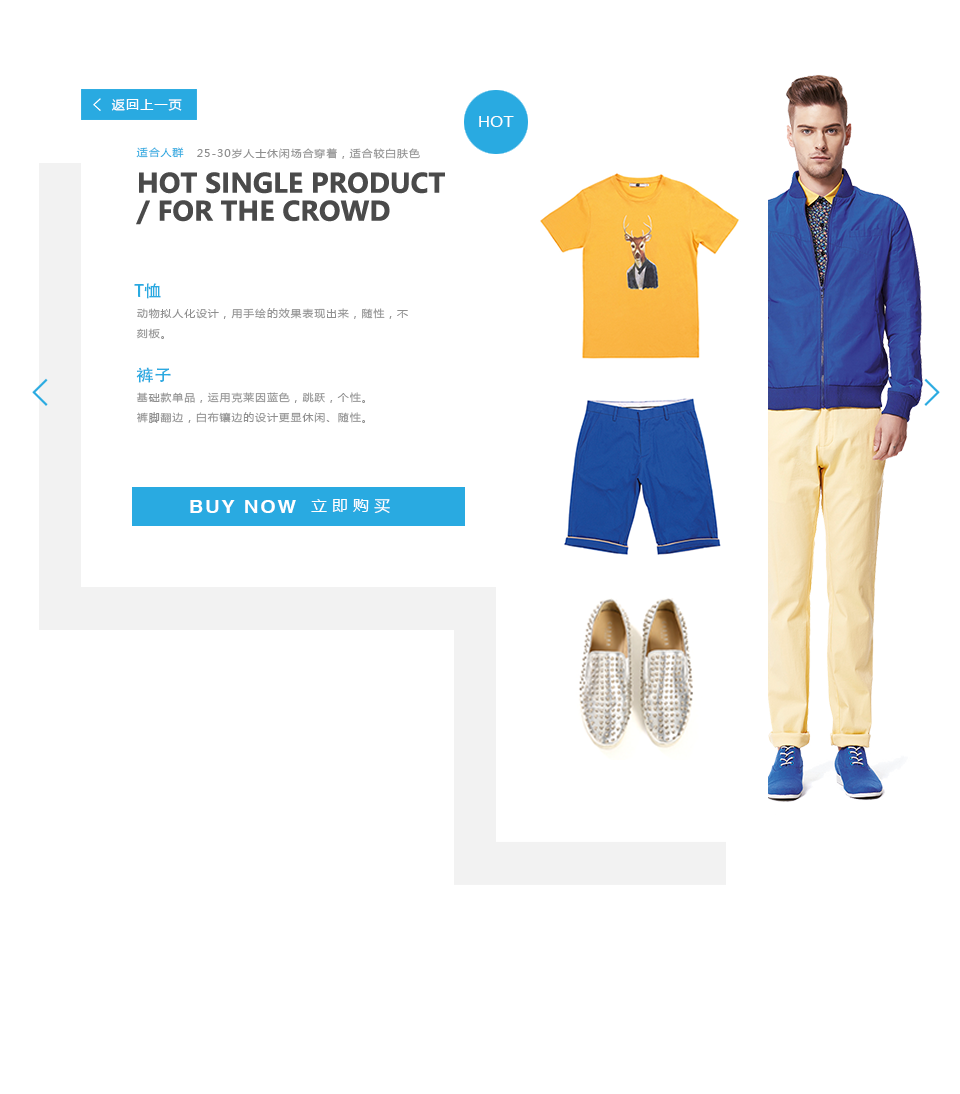 返回上一页
HOT
适合人群 25-30岁人士休闲场合穿着，适合较白肤色
HOT SINGLE PRODUCT
/ FOR THE CROWD
T恤
动物拟人化设计，用手绘的效果表现出来，随性，不
刻板。
裤子
基础款单品，运用克莱因蓝色，跳跃，个性。
裤脚翻边，白布镶边的设计更显休闲、随性。
BUY NOW 立即购买